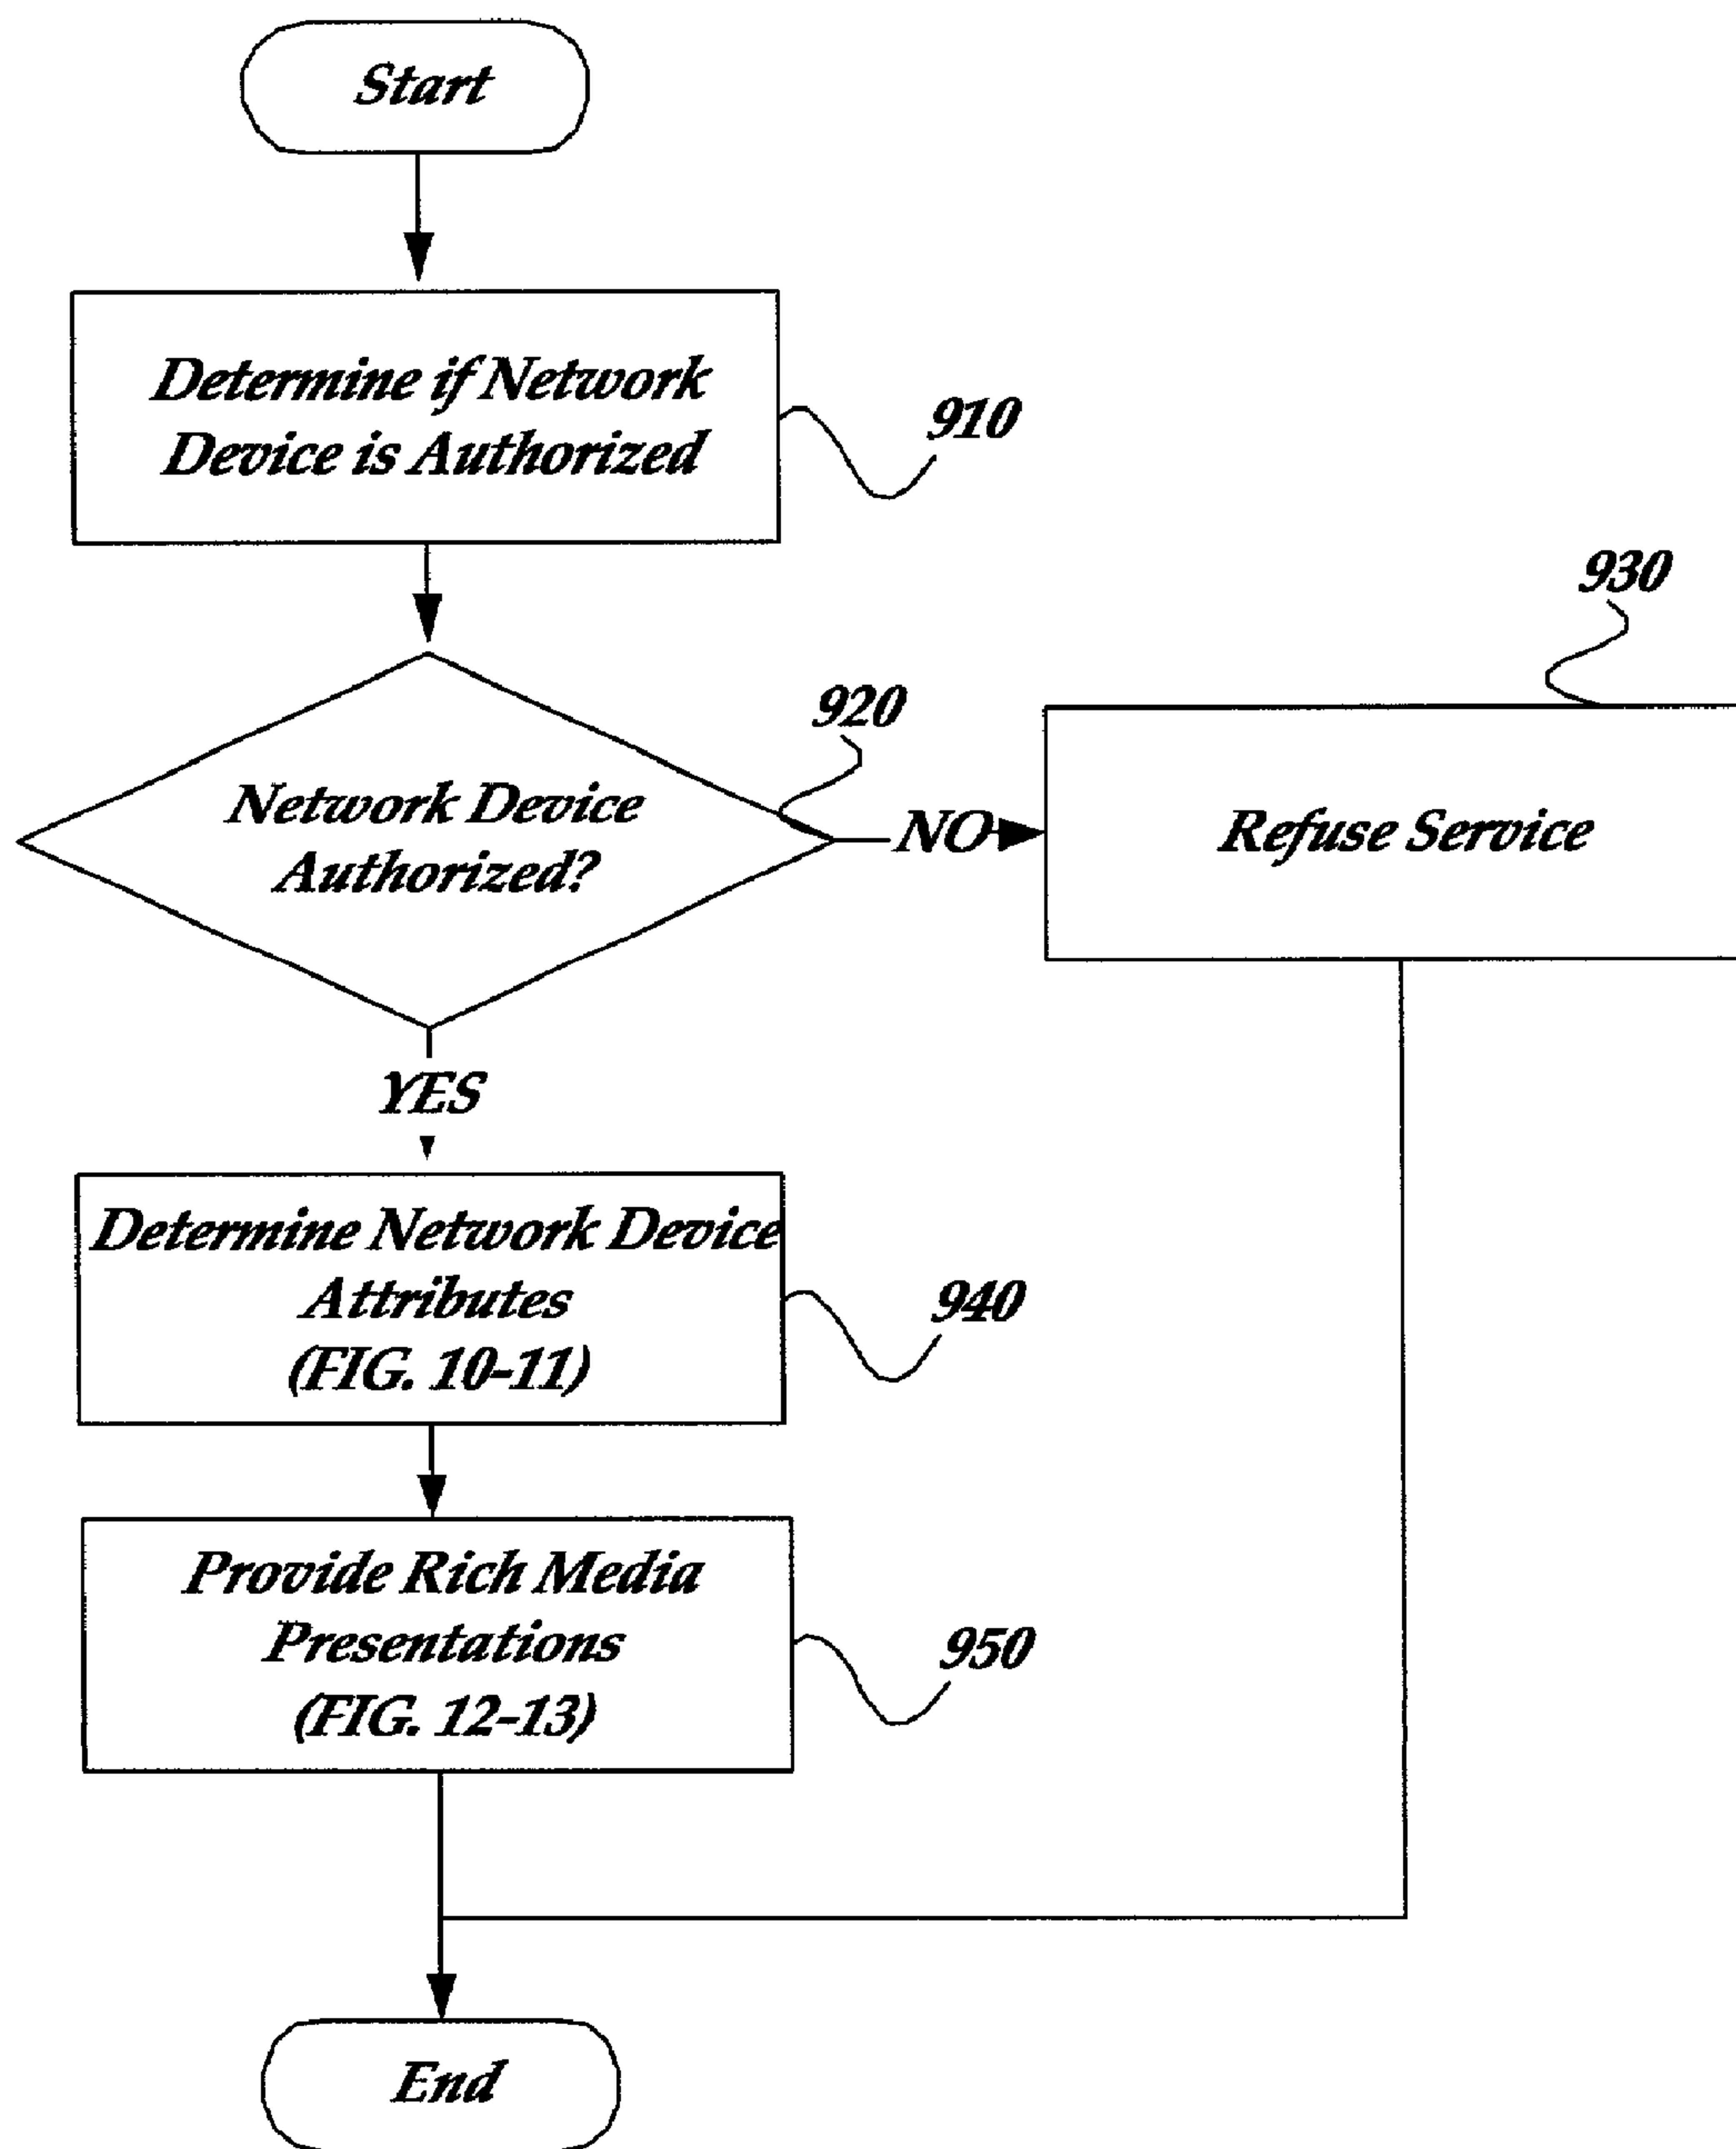 Start
Determine if Network
Device is Authorized
910
930
920
Network Device
Authorized?
NO
Refuse Service
YES
Determine Network Device
Attributes
(FIG. 10-11)
940
Provide Rich Media
Presentations
(FIG. 12-13)
950
End